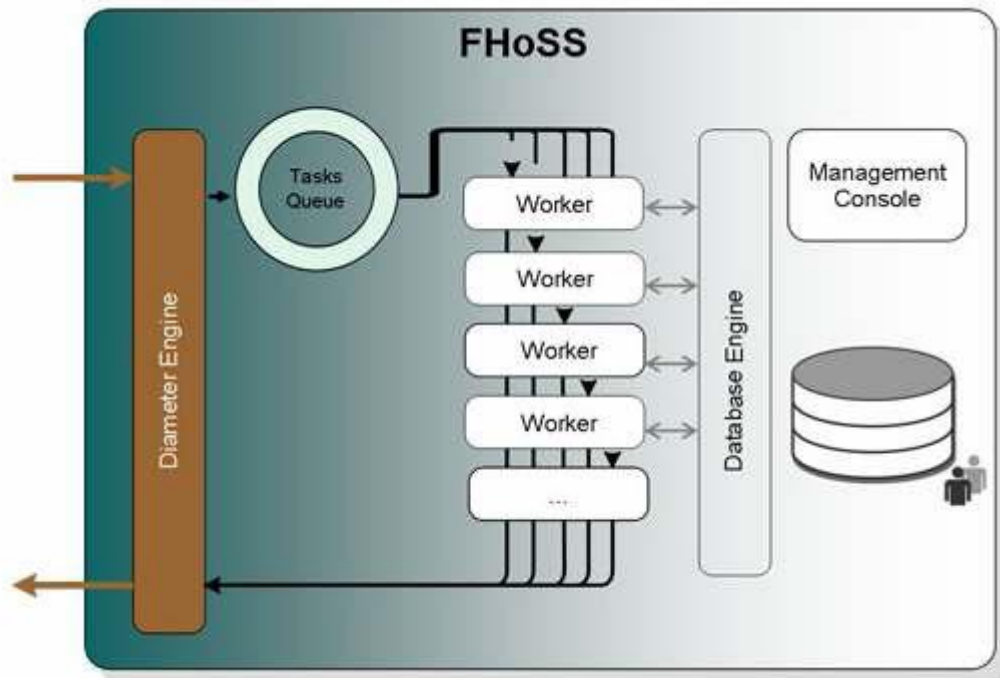 FHoSS
Diameter Engine
Tasks
Queue
Worker
Worker
Worker
Worker
...
Database Engine
Management
Console